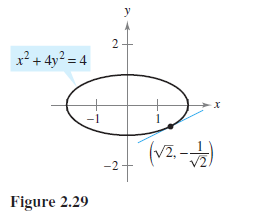 y
2
x² + 4y² = 4
x
-1
1
(√2, -1/√2)
-2
Figure 2.29